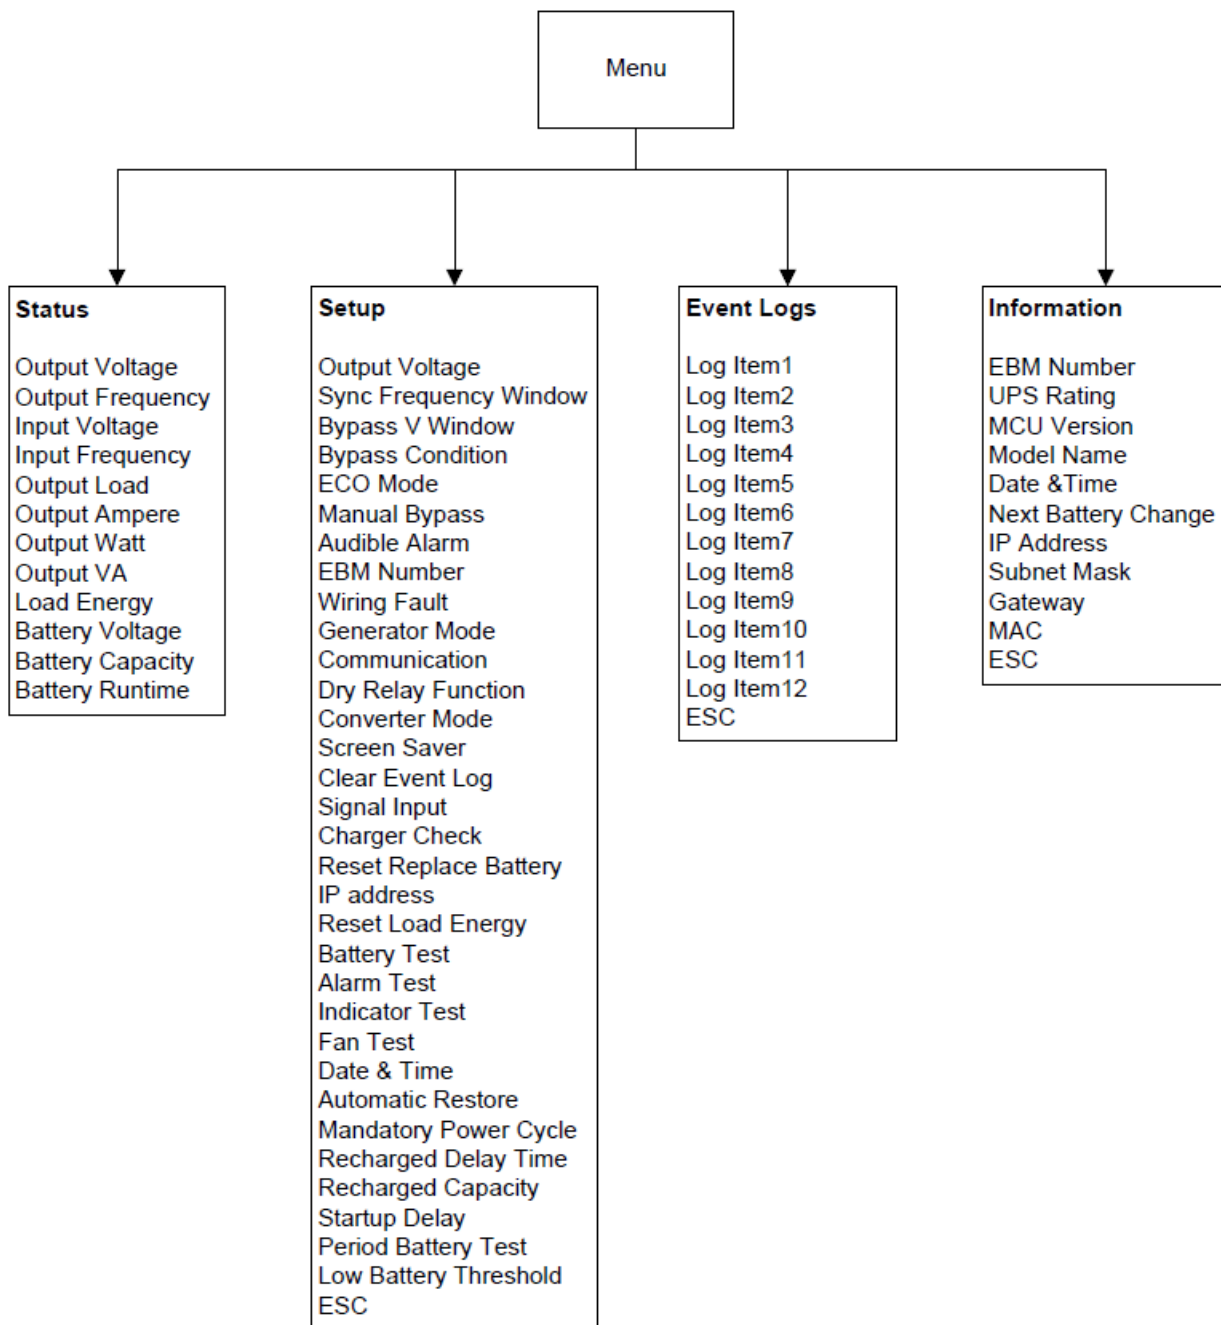 Menu
Status
Output Voltage
Output Frequency
Input Voltage
Input Frequency
Output Load
Output Ampere
Output Watt
Output VA
Load Energy
Battery Voltage
Battery Capacity
Battery Runtime
Setup
Output Voltage
Sync Frequency Window
Bypass V Window
Bypass Condition
ECO Mode
Manual Bypass
Audible Alarm
EBM Number
Wiring Fault
Generator Mode
Communication
Dry Relay Function
Converter Mode
Screen Saver
Clear Event Log
Signal Input
Charger Check
Reset Replace Battery
IP address
Reset Load Energy
Battery Test
Alarm Test
Indicator Test
Fan Test
Date & Time
Automatic Restore
Mandatory Power Cycle
Recharged Delay Time
Recharged Capacity
Startup Delay
Period Battery Test
Low Battery Threshold
ESC
Event Logs
Log Item1
Log Item2
Log Item3
Log Item4
Log Item5
Log Item6
Log Item7
Log Item8
Log Item9
Log Item10
Log Item11
Log Item12
ESC
Information
EBM Number
UPS Rating
MCU Version
Model Name
Date &Time
Next Battery Change
IP Address
Subnet Mask
Gateway
MAC
ESC